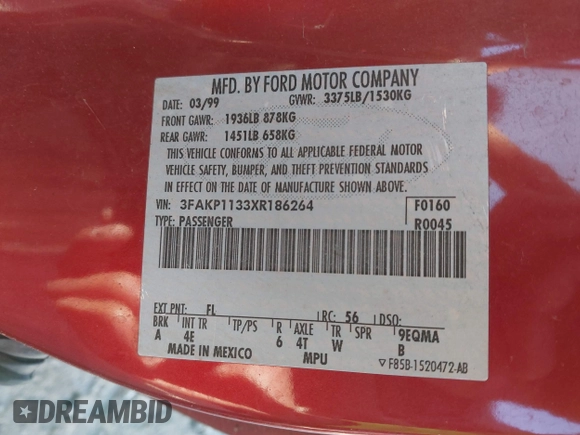 MFD. BY FORD MOTOR COMPANY
DATE: 03/99 GVWR: 3375LB/1530KG
FRONT GAWR: 1936LB 878KG
REAR GAWR: 1451LB 658KG
THIS VEHICLE CONFORMS TO ALL APPLICABLE FEDERAL MOTOR
VEHICLE SAFETY, BUMPER, AND THEFT PREVENTION STANDARDS
IN EFFECT ON THE DATE OF MANUFACTURE SHOWN ABOVE.
VIN: 3FAKP1133XR186264 F0160
TYPE: PASSENGER R0045
EXT PNT: FL RC: 56 DSO:
BRK INT TR TP/PS R AXLE TR SPR 9EQMA
A 4E 6 4T W B
MADE IN MEXICO MPU ▽ F85B-1520472-AB
DREAMBID